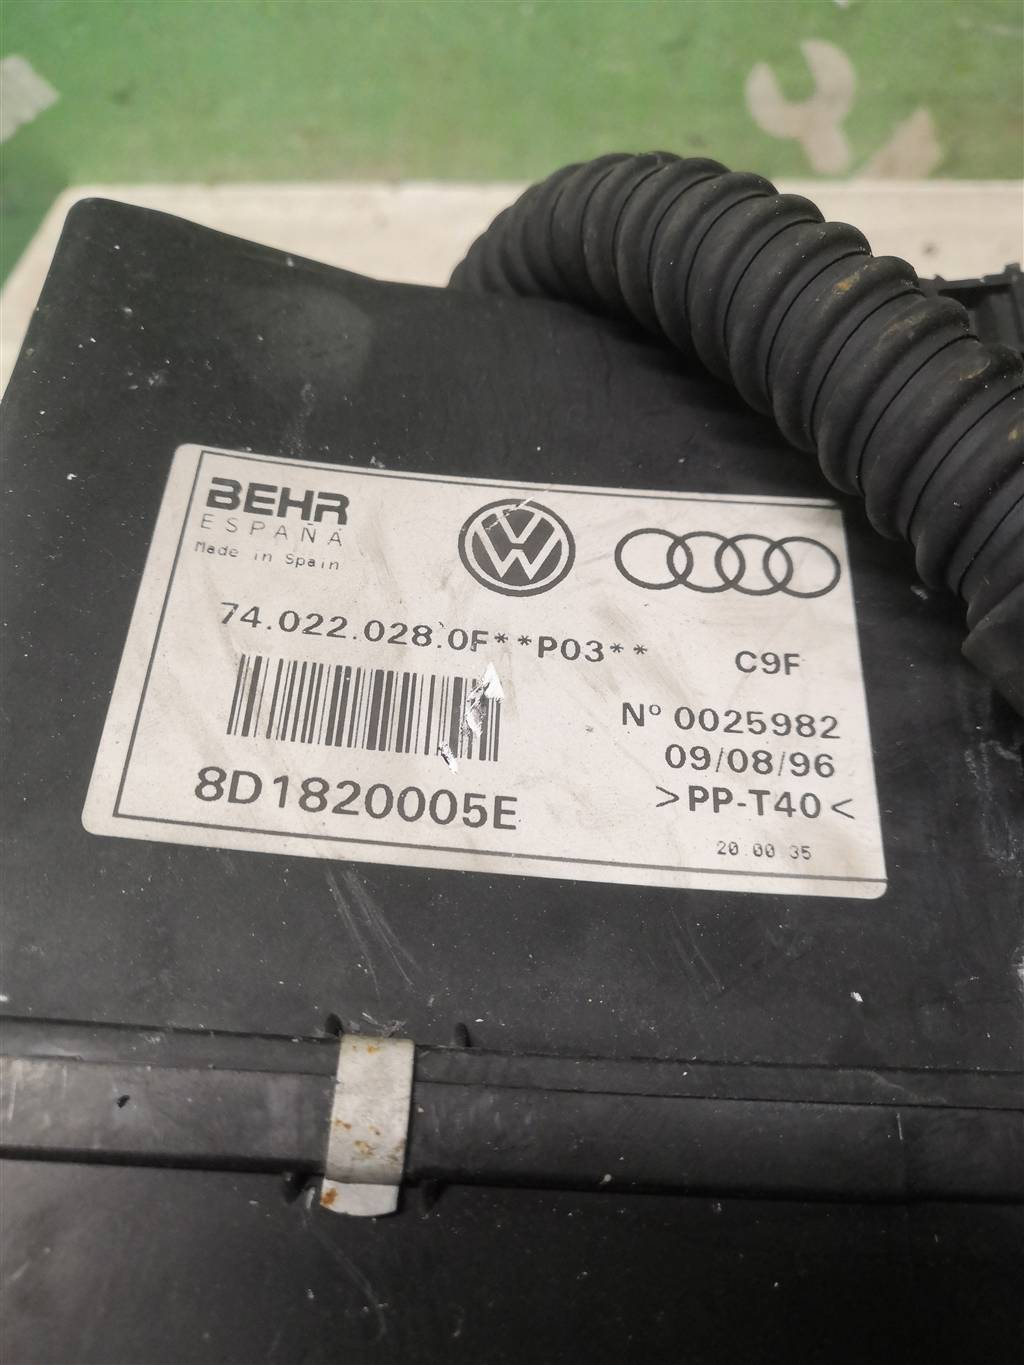 BEHR
ESPAÑA
Made in Spain
74.022.028.0F**P03**
C9F
Nº 0025982
09/08/96
8D1820005E
>PP-T40<
20 00 35